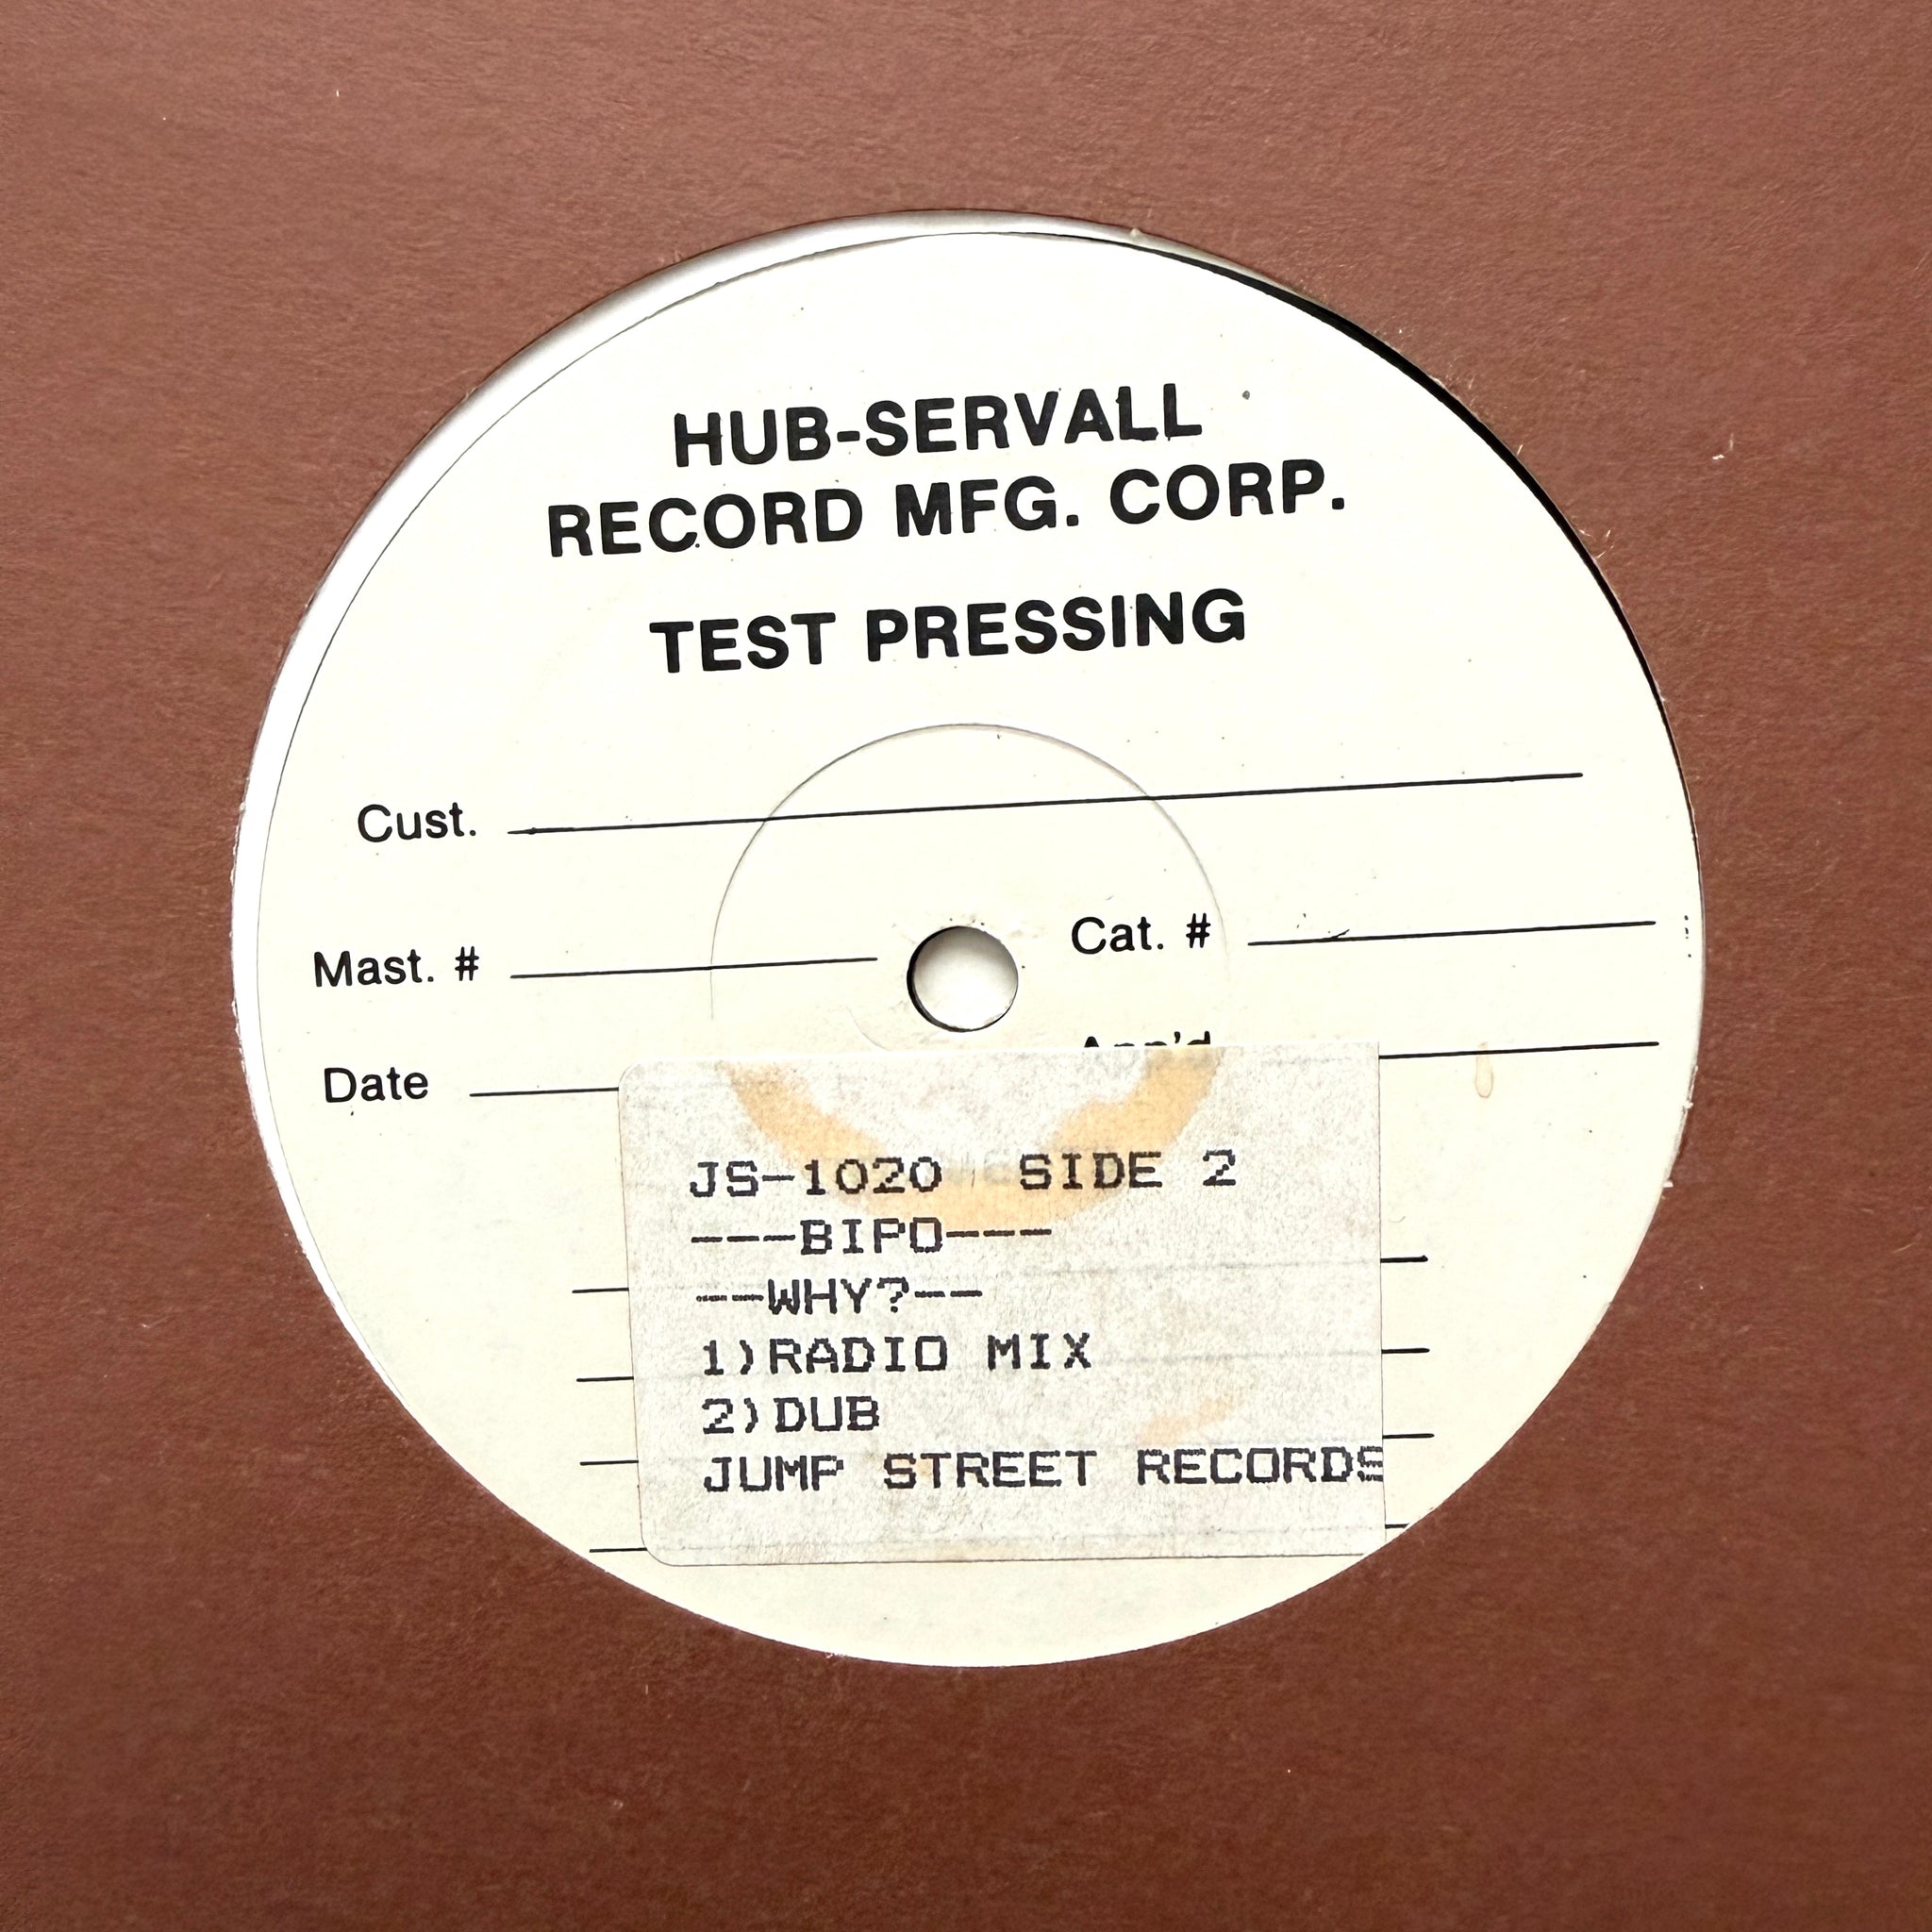 HUB-SERVALL
RECORD MFG. CORP.
TEST PRESSING
Cust.
Mast. # Cat. #
Date App'd
JS-1020 SIDE 2
---BIPO---
--WHY?--
1)RADIO MIX
2)DUB
JUMP STREET RECORDS